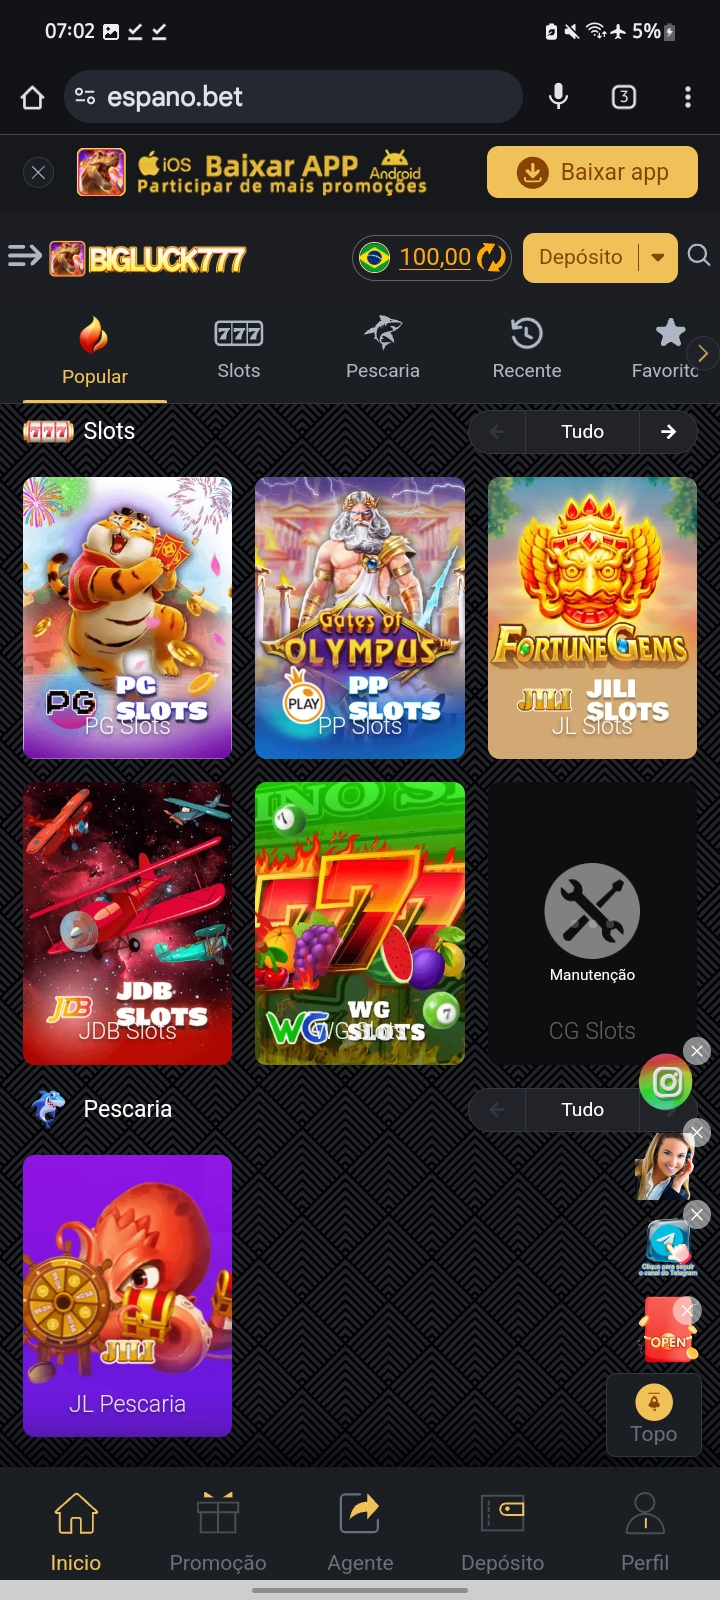 07:02
5%
espano.bet
3
iOS Baixar APP Android
Participar de mais promoções
Baixar app
BIGLUCK777
100,00
Depósito
Popular
777
Slots
Pescaria
Recente
Favorito
777
Slots
Tudo
PG
PG SLOTS
PG Slots
Gates of
OLYMPUS™
PLAY
PP SLOTS
PP Slots
FORTUNE GEMS
JILI
JILI SLOTS
JL Slots
JDB
JDB SLOTS
JDB Slots
777
7
WG
WG SLOTS
WG Slots
Manutenção
CG Slots
Pescaria
Tudo
JILI
JL Pescaria
Clique para seguir
o canal do Telegram
OPEN
Topo
Inicio
Promoção
Agente
Depósito
Perfil